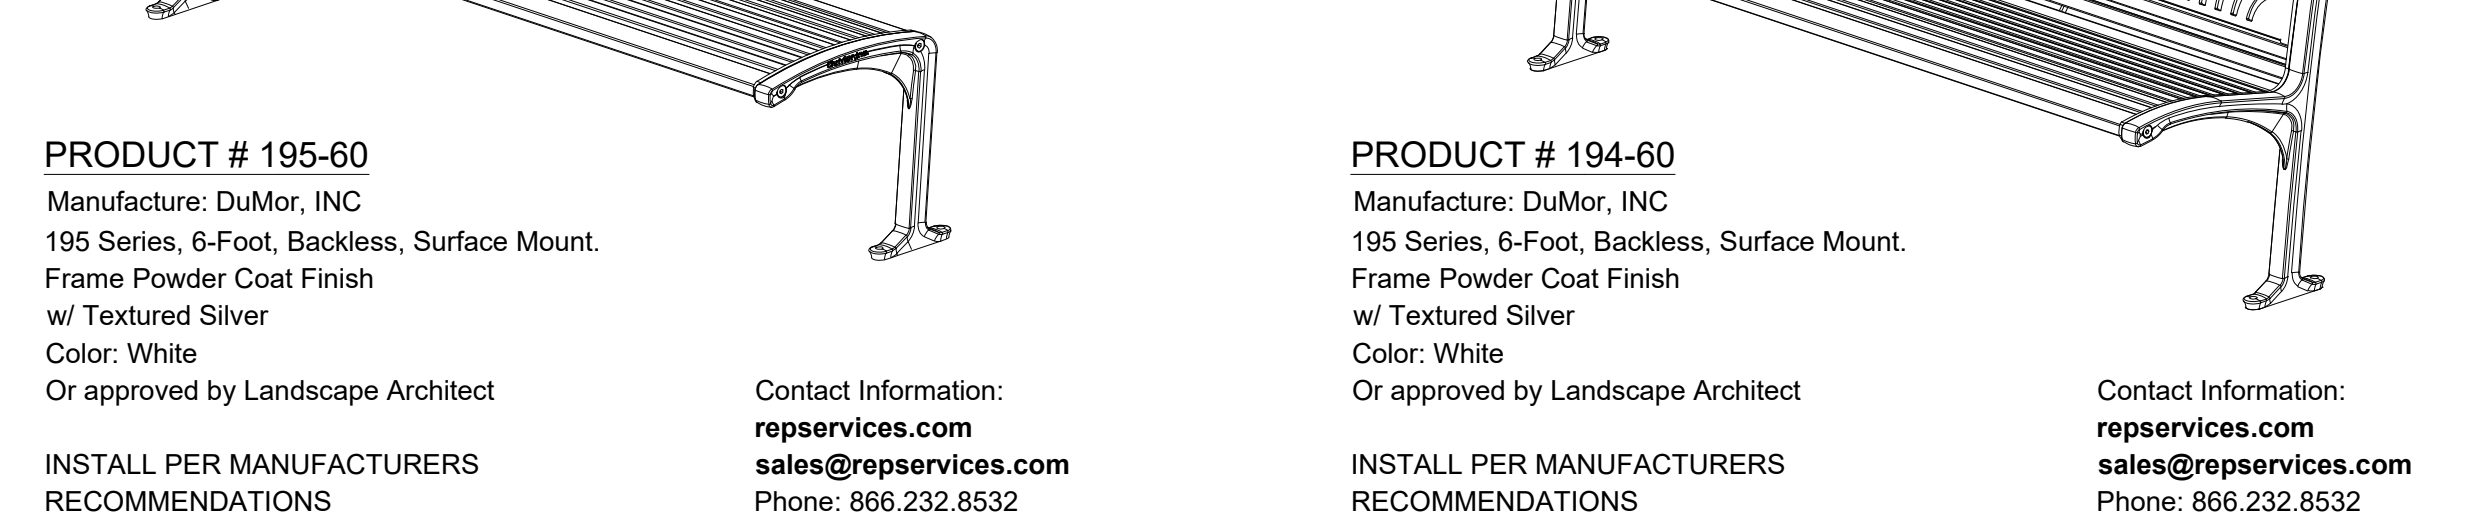 PRODUCT # 195-60
Manufacture: DuMor, INC
195 Series, 6-Foot, Backless, Surface Mount.
Frame Powder Coat Finish
w/ Textured Silver
Color: White
Or approved by Landscape Architect
INSTALL PER MANUFACTURERS
RECOMMENDATIONS
Contact Information:
repservices.com
sales@repservices.com
Phone: 866.232.8532
PRODUCT # 194-60
Manufacture: DuMor, INC
195 Series, 6-Foot, Backless, Surface Mount.
Frame Powder Coat Finish
w/ Textured Silver
Color: White
Or approved by Landscape Architect
INSTALL PER MANUFACTURERS
RECOMMENDATIONS
Contact Information:
repservices.com
sales@repservices.com
Phone: 866.232.8532